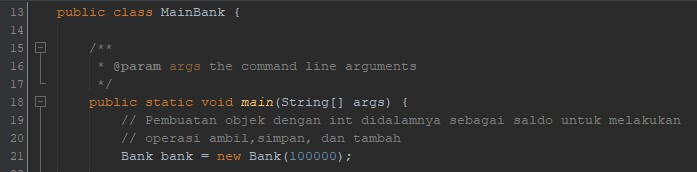 13 public class MainBank {
14
15 /**
16 * @param args the command line arguments
17 */
18 public static void main(String[] args) {
19 // Pembuatan objek dengan int didalamnya sebagai saldo untuk melakukan
20 // operasi ambil,simpan, dan tambah
21 Bank bank = new Bank(100000);